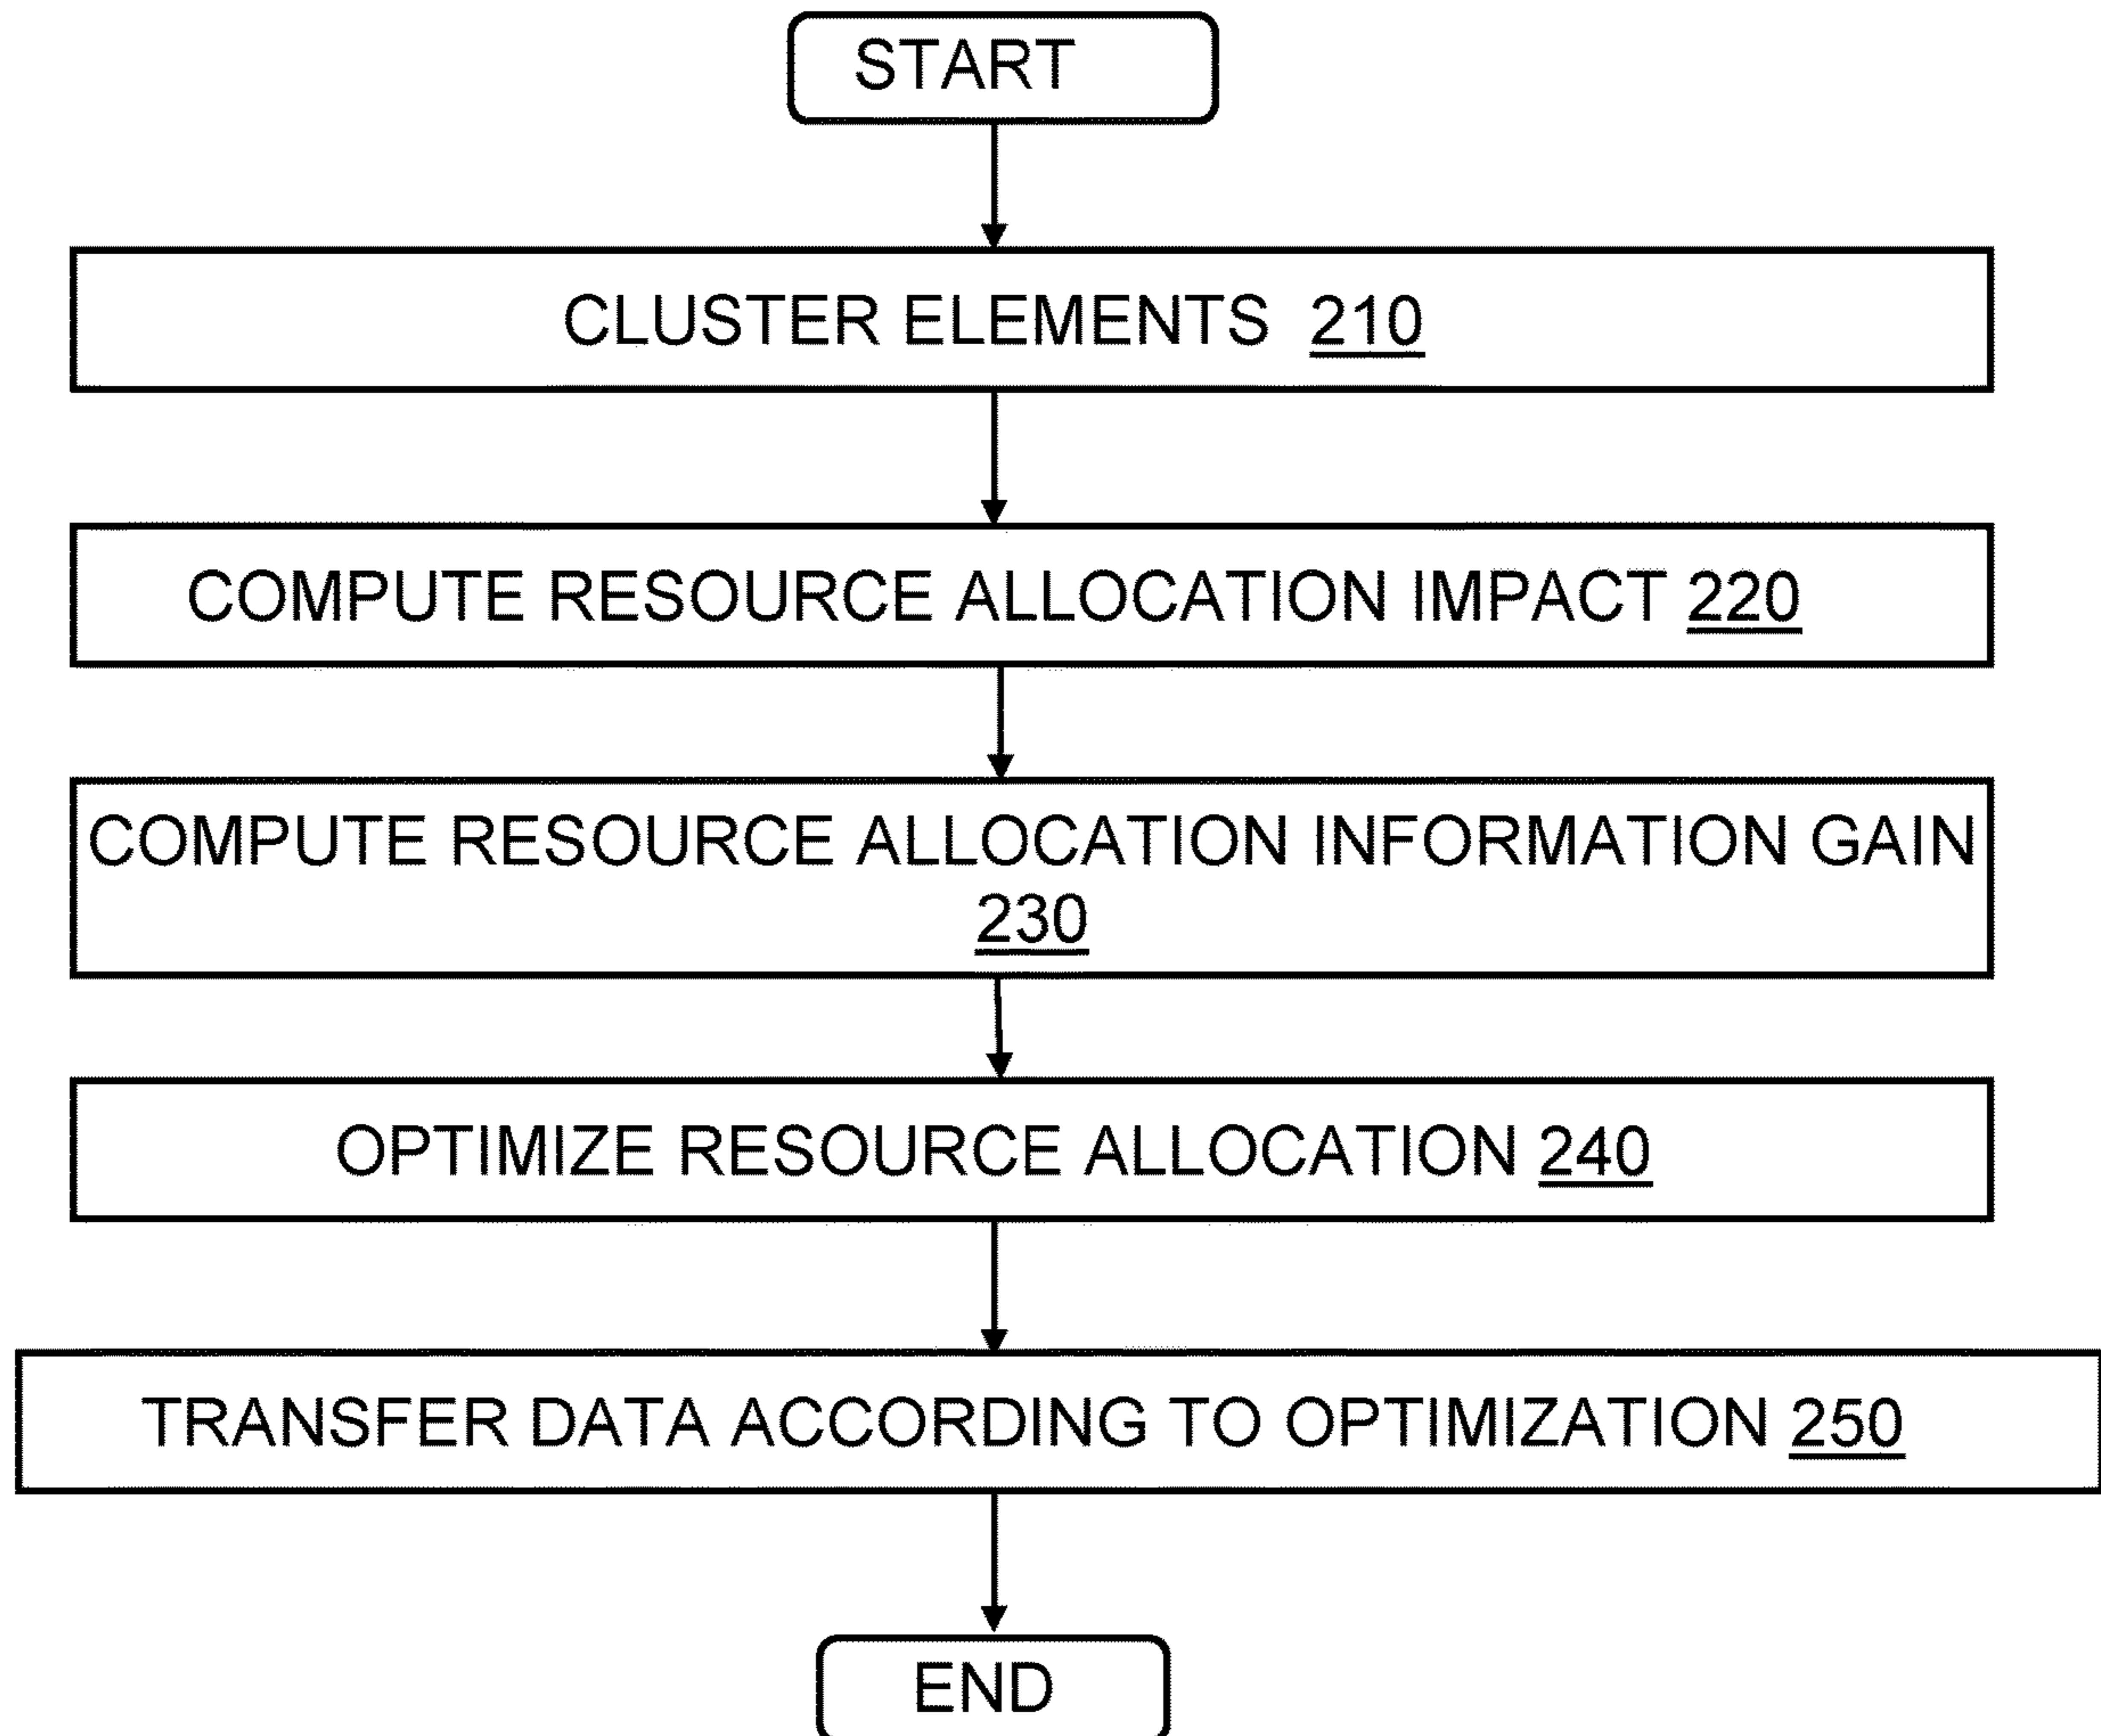 START
CLUSTER ELEMENTS 210
COMPUTE RESOURCE ALLOCATION IMPACT 220
COMPUTE RESOURCE ALLOCATION INFORMATION GAIN
230
OPTIMIZE RESOURCE ALLOCATION 240
TRANSFER DATA ACCORDING TO OPTIMIZATION 250
END